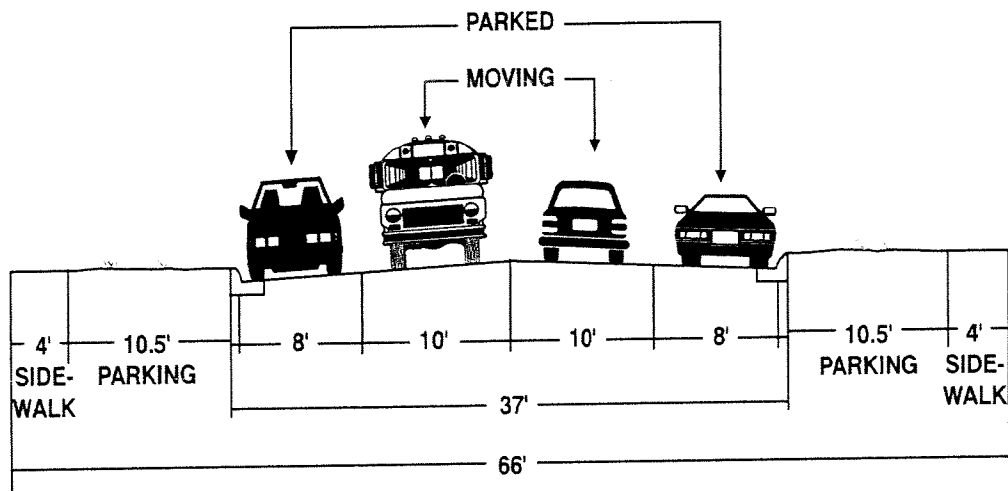 PARKED
MOVING
4' 10.5' 8' 10' 10' 8' 10.5' 4'
SIDE- PARKING PARKING SIDE-
WALK WALK
37'
66'